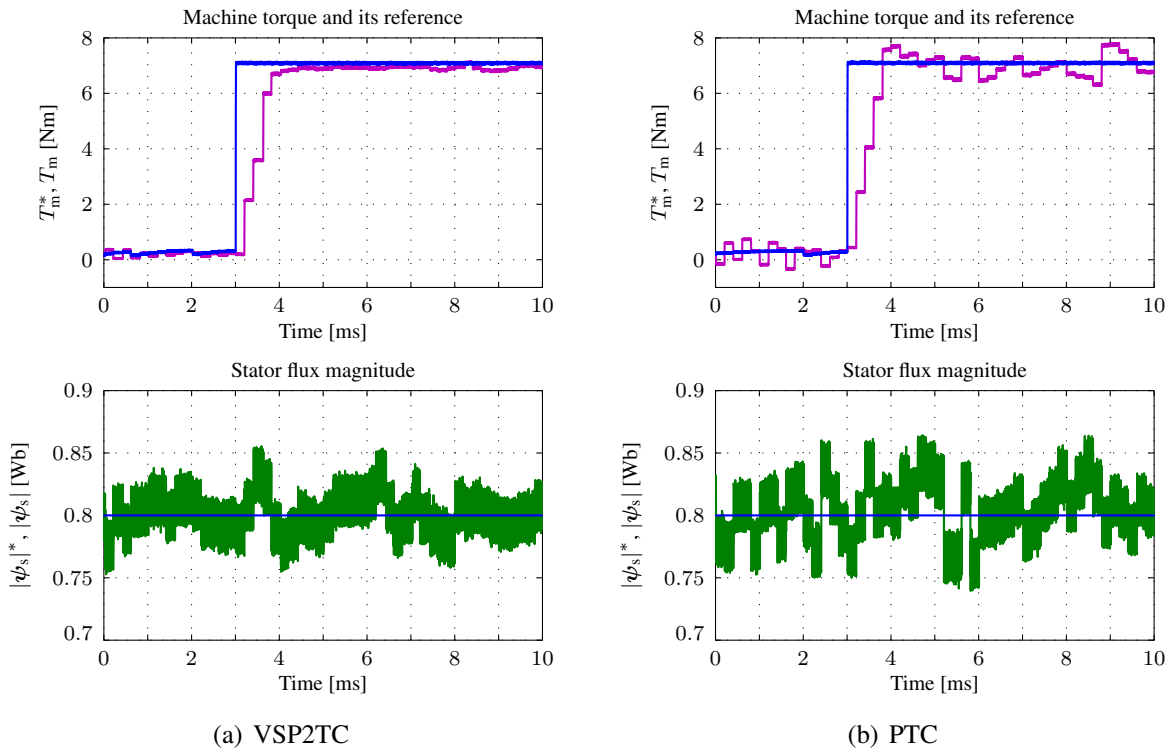 Machine torque and its reference
8
6
4
2
0
T*m, Tm [Nm]
0 2 4 6 8 10
Time [ms]
Stator flux magnitude
0.9
0.85
0.8
0.75
0.7
|ψs|*, |ψs| [Wb]
0 2 4 6 8 10
Time [ms]
(a) VSP2TC
Machine torque and its reference
8
6
4
2
0
T*m, Tm [Nm]
0 2 4 6 8 10
Time [ms]
Stator flux magnitude
0.9
0.85
0.8
0.75
0.7
|ψs|*, |ψs| [Wb]
0 2 4 6 8 10
Time [ms]
(b) PTC